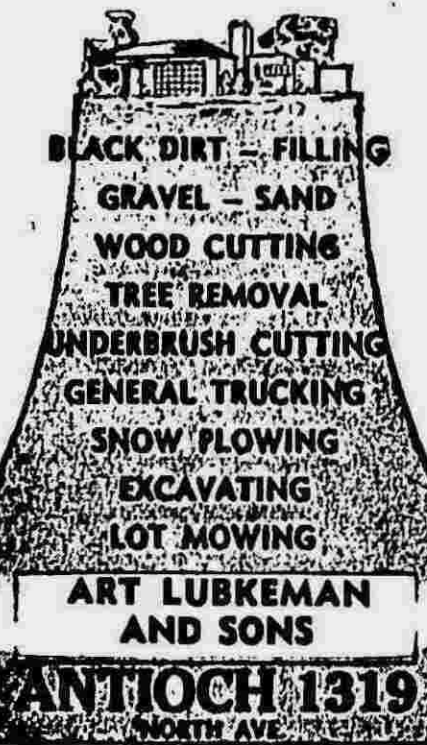 BLACK DIRT – FILLING
GRAVEL – SAND
WOOD CUTTING
TREE REMOVAL
UNDERBRUSH CUTTING
GENERAL TRUCKING
SNOW PLOWING
EXCAVATING
LOT MOWING
ART LUBKEMAN
AND SONS
ANTIOCH 1319
NORTH AVE.